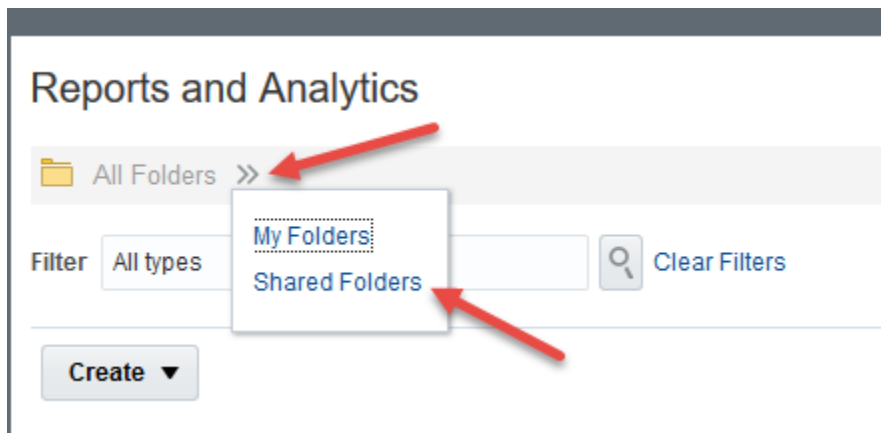 Reports and Analytics
All Folders »
My Folders
Filter All types Clear Filters
Shared Folders
Create ▼